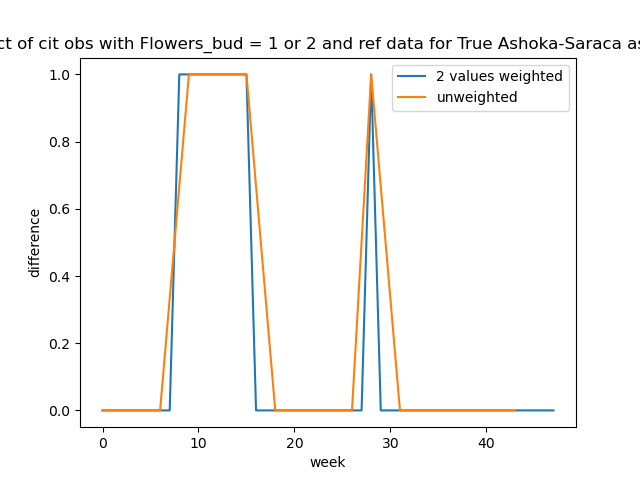 ct of cit obs with Flowers_bud = 1 or 2 and ref data for True Ashoka-Saraca as
2 values weighted
unweighted
1.0
0.8
0.6
0.4
0.2
0.0
difference
0 10 20 30 40
week